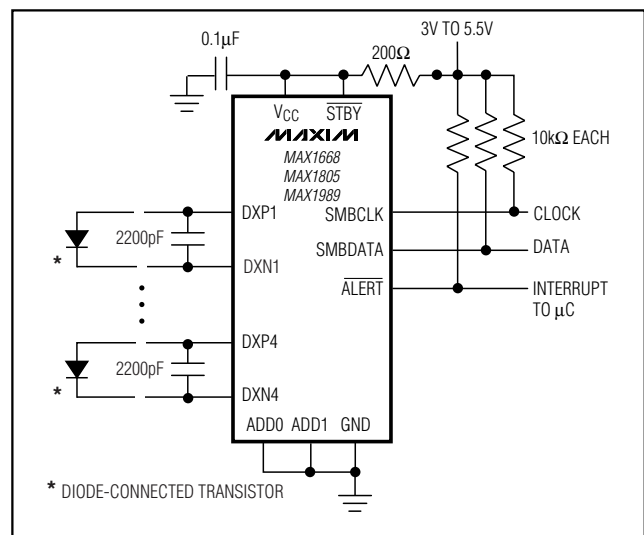 3V TO 5.5V
0.1μF
200Ω
VCC
STBY
MAXIM
10kΩ EACH
MAX1668
MAX1805
MAX1989
DXP1
SMBCLK
CLOCK
2200pF
SMBDATA
DATA
*
DXN1
ALERT
INTERRUPT
TO μC
DXP4
2200pF
*
DXN4
ADD0 ADD1 GND
* DIODE-CONNECTED TRANSISTOR